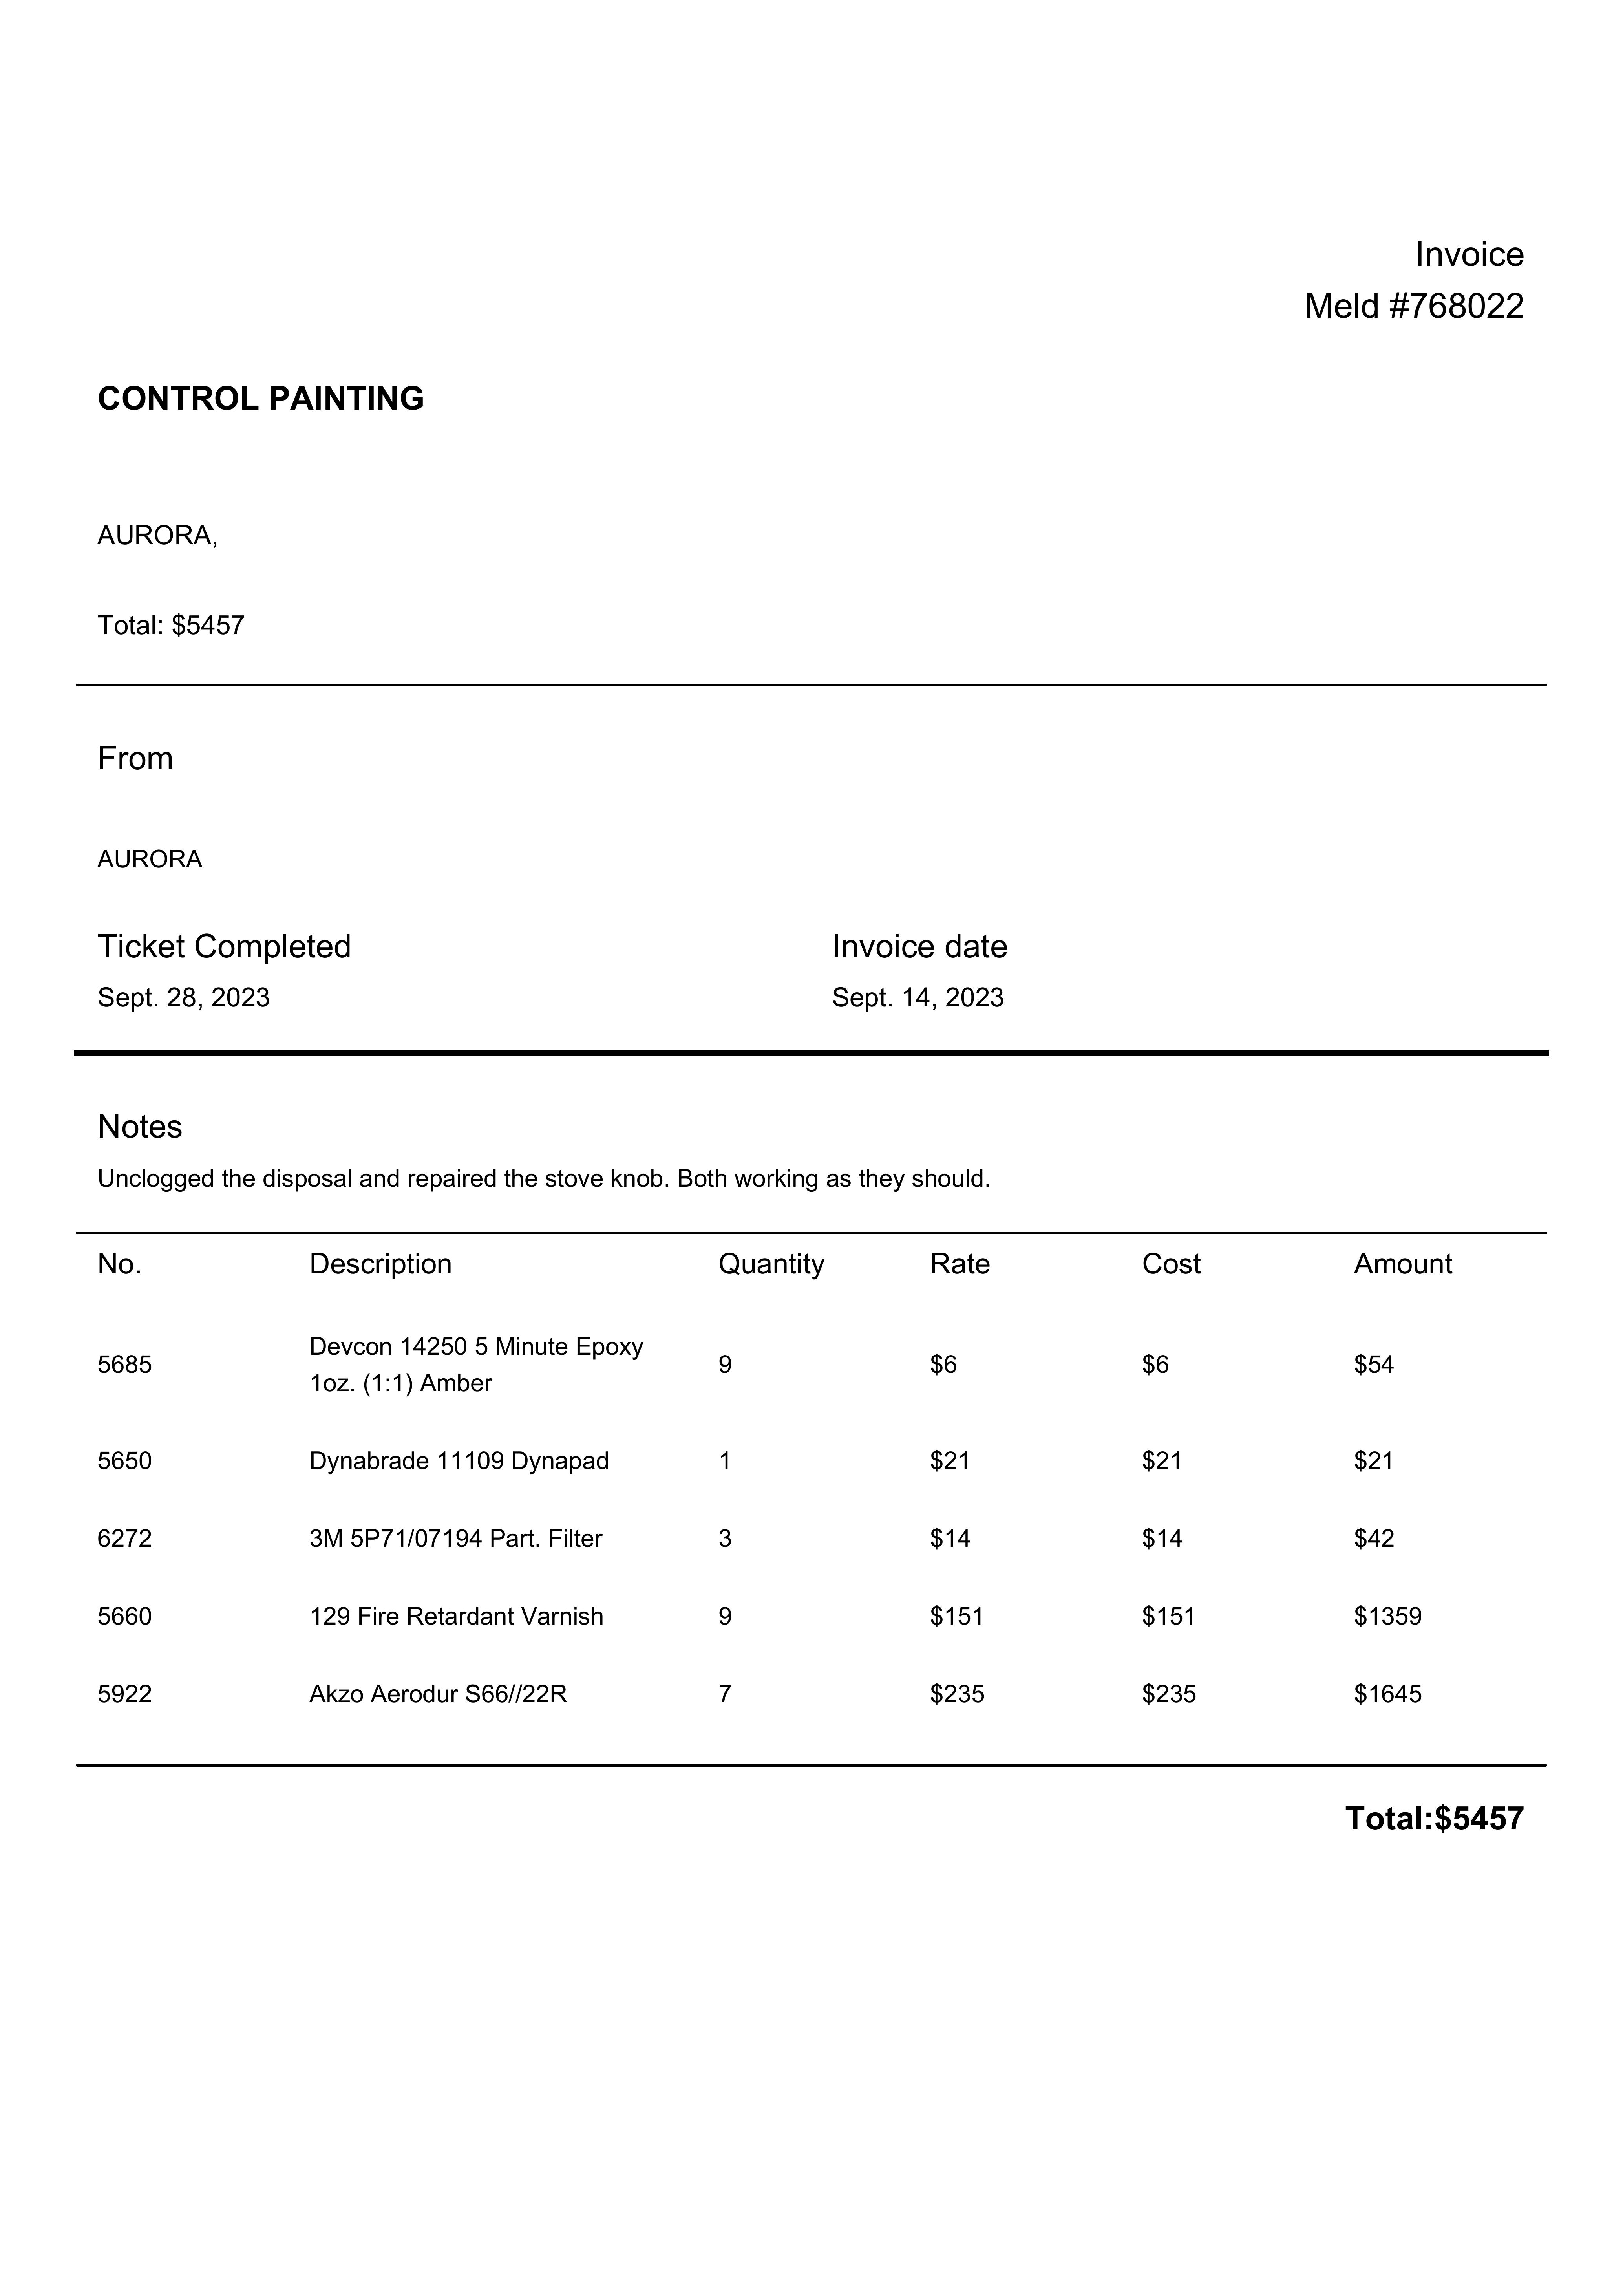 Invoice
Meld #768022
CONTROL PAINTING
AURORA,
Total: $5457
From
AURORA
Ticket Completed Invoice date
Sept. 28, 2023 Sept. 14, 2023
Notes
Unclogged the disposal and repaired the stove knob. Both working as they should.
No. Description Quantity Rate Cost Amount
5685 Devcon 14250 5 Minute Epoxy 9 $6 $6 $54
1oz. (1:1) Amber
5650 Dynabrade 11109 Dynapad 1 $21 $21 $21
6272 3M 5P71/07194 Part. Filter 3 $14 $14 $42
5660 129 Fire Retardant Varnish 9 $151 $151 $1359
5922 Akzo Aerodur S66//22R 7 $235 $235 $1645
Total:$5457